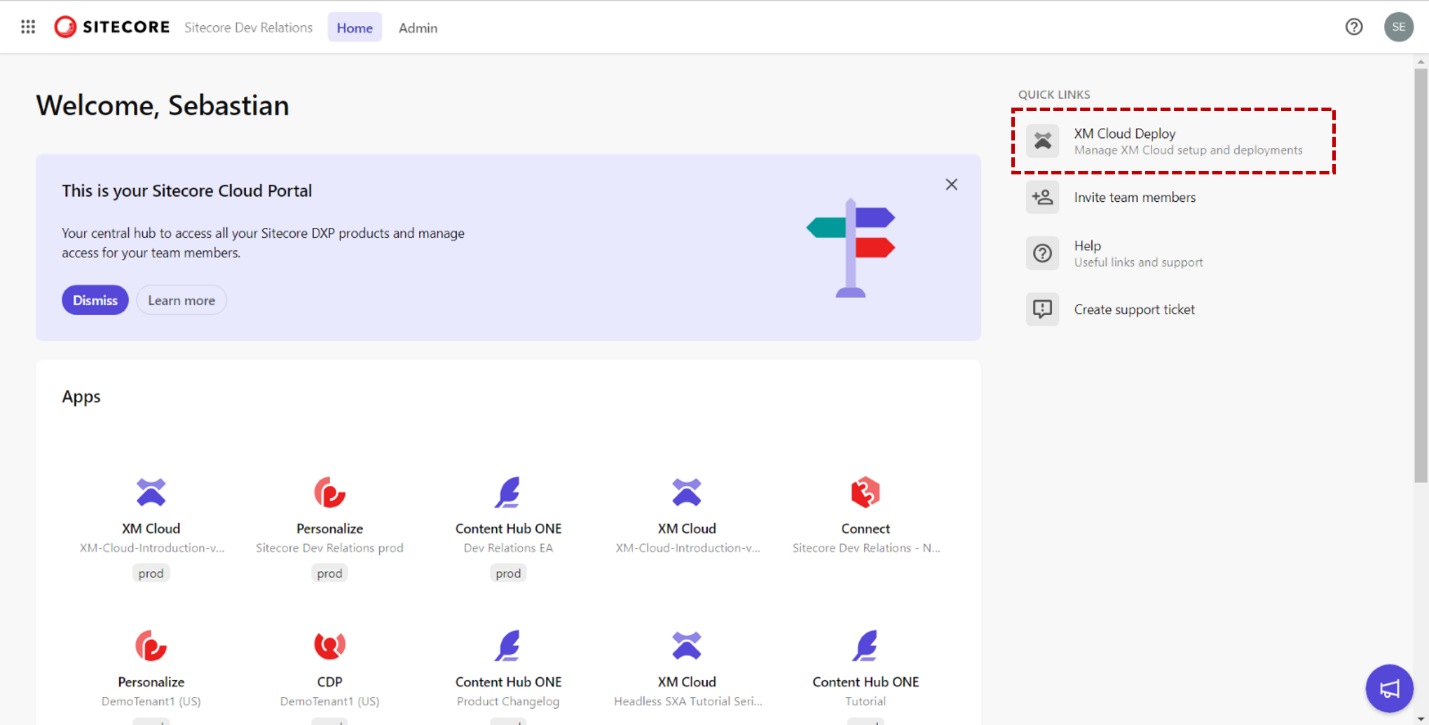 SITECORE Sitecore Dev Relations Home Admin SE
Welcome, Sebastian
This is your Sitecore Cloud Portal
Your central hub to access all your Sitecore DXP products and manage
access for your team members.
Dismiss Learn more
QUICK LINKS
XM Cloud Deploy
Manage XM Cloud setup and deployments
Invite team members
Help
Useful links and support
Create support ticket
Apps
XM Cloud Personalize Content Hub ONE XM Cloud Connect
XM-Cloud-Introduction-v... Sitecore Dev Relations prod Dev Relations EA XM-Cloud-Introduction-v... Sitecore Dev Relations - N...
prod prod prod
Personalize CDP Content Hub ONE XM Cloud Content Hub ONE
DemoTenant1 (US) DemoTenant1 (US) Product Changelog Headless SXA Tutorial Seri... Tutorial